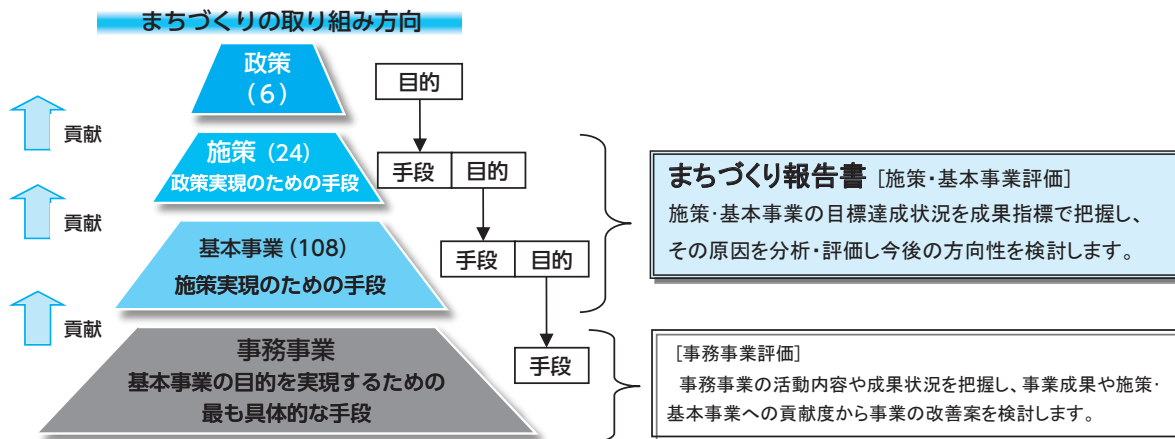 まちづくりの取り組み方向
政策
(6)
目的
貢献
施策 (24)
政策実現のための手段
手段 目的
貢献
基本事業 (108)
施策実現のための手段
手段 目的
貢献
事務事業
基本事業の目的を実現するための
最も具体的な手段
手段
まちづくり報告書 [施策・基本事業評価]
施策・基本事業の目標達成状況を成果指標で把握し、
その原因を分析・評価し今後の方向性を検討します。
[事務事業評価]
事務事業の活動内容や成果状況を把握し、事業成果や施策・
基本事業への貢献度から事業の改善案を検討します。